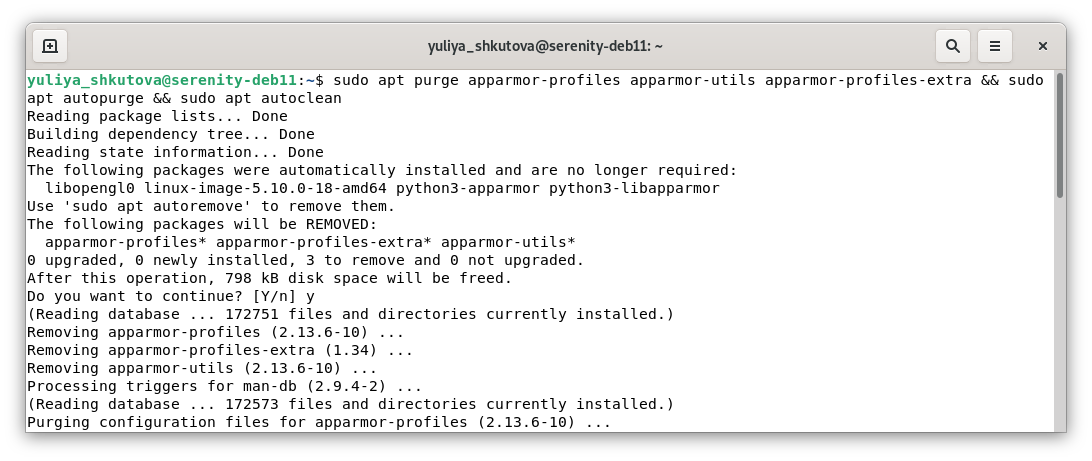 yuliya_shkutova@serenity-deb11: ~
yuliya_shkutova@serenity-deb11:~$ sudo apt purge apparmor-profiles apparmor-utils apparmor-profiles-extra && sudo
apt autopurge && sudo apt autoclean
Reading package lists... Done
Building dependency tree... Done
Reading state information... Done
The following packages were automatically installed and are no longer required:
  libopengl0 linux-image-5.10.0-18-amd64 python3-apparmor python3-libapparmor
Use 'sudo apt autoremove' to remove them.
The following packages will be REMOVED:
  apparmor-profiles* apparmor-profiles-extra* apparmor-utils*
0 upgraded, 0 newly installed, 3 to remove and 0 not upgraded.
After this operation, 798 kB disk space will be freed.
Do you want to continue? [Y/n] y
(Reading database ... 172751 files and directories currently installed.)
Removing apparmor-profiles (2.13.6-10) ...
Removing apparmor-profiles-extra (1.34) ...
Removing apparmor-utils (2.13.6-10) ...
Processing triggers for man-db (2.9.4-2) ...
(Reading database ... 172573 files and directories currently installed.)
Purging configuration files for apparmor-profiles (2.13.6-10) ...